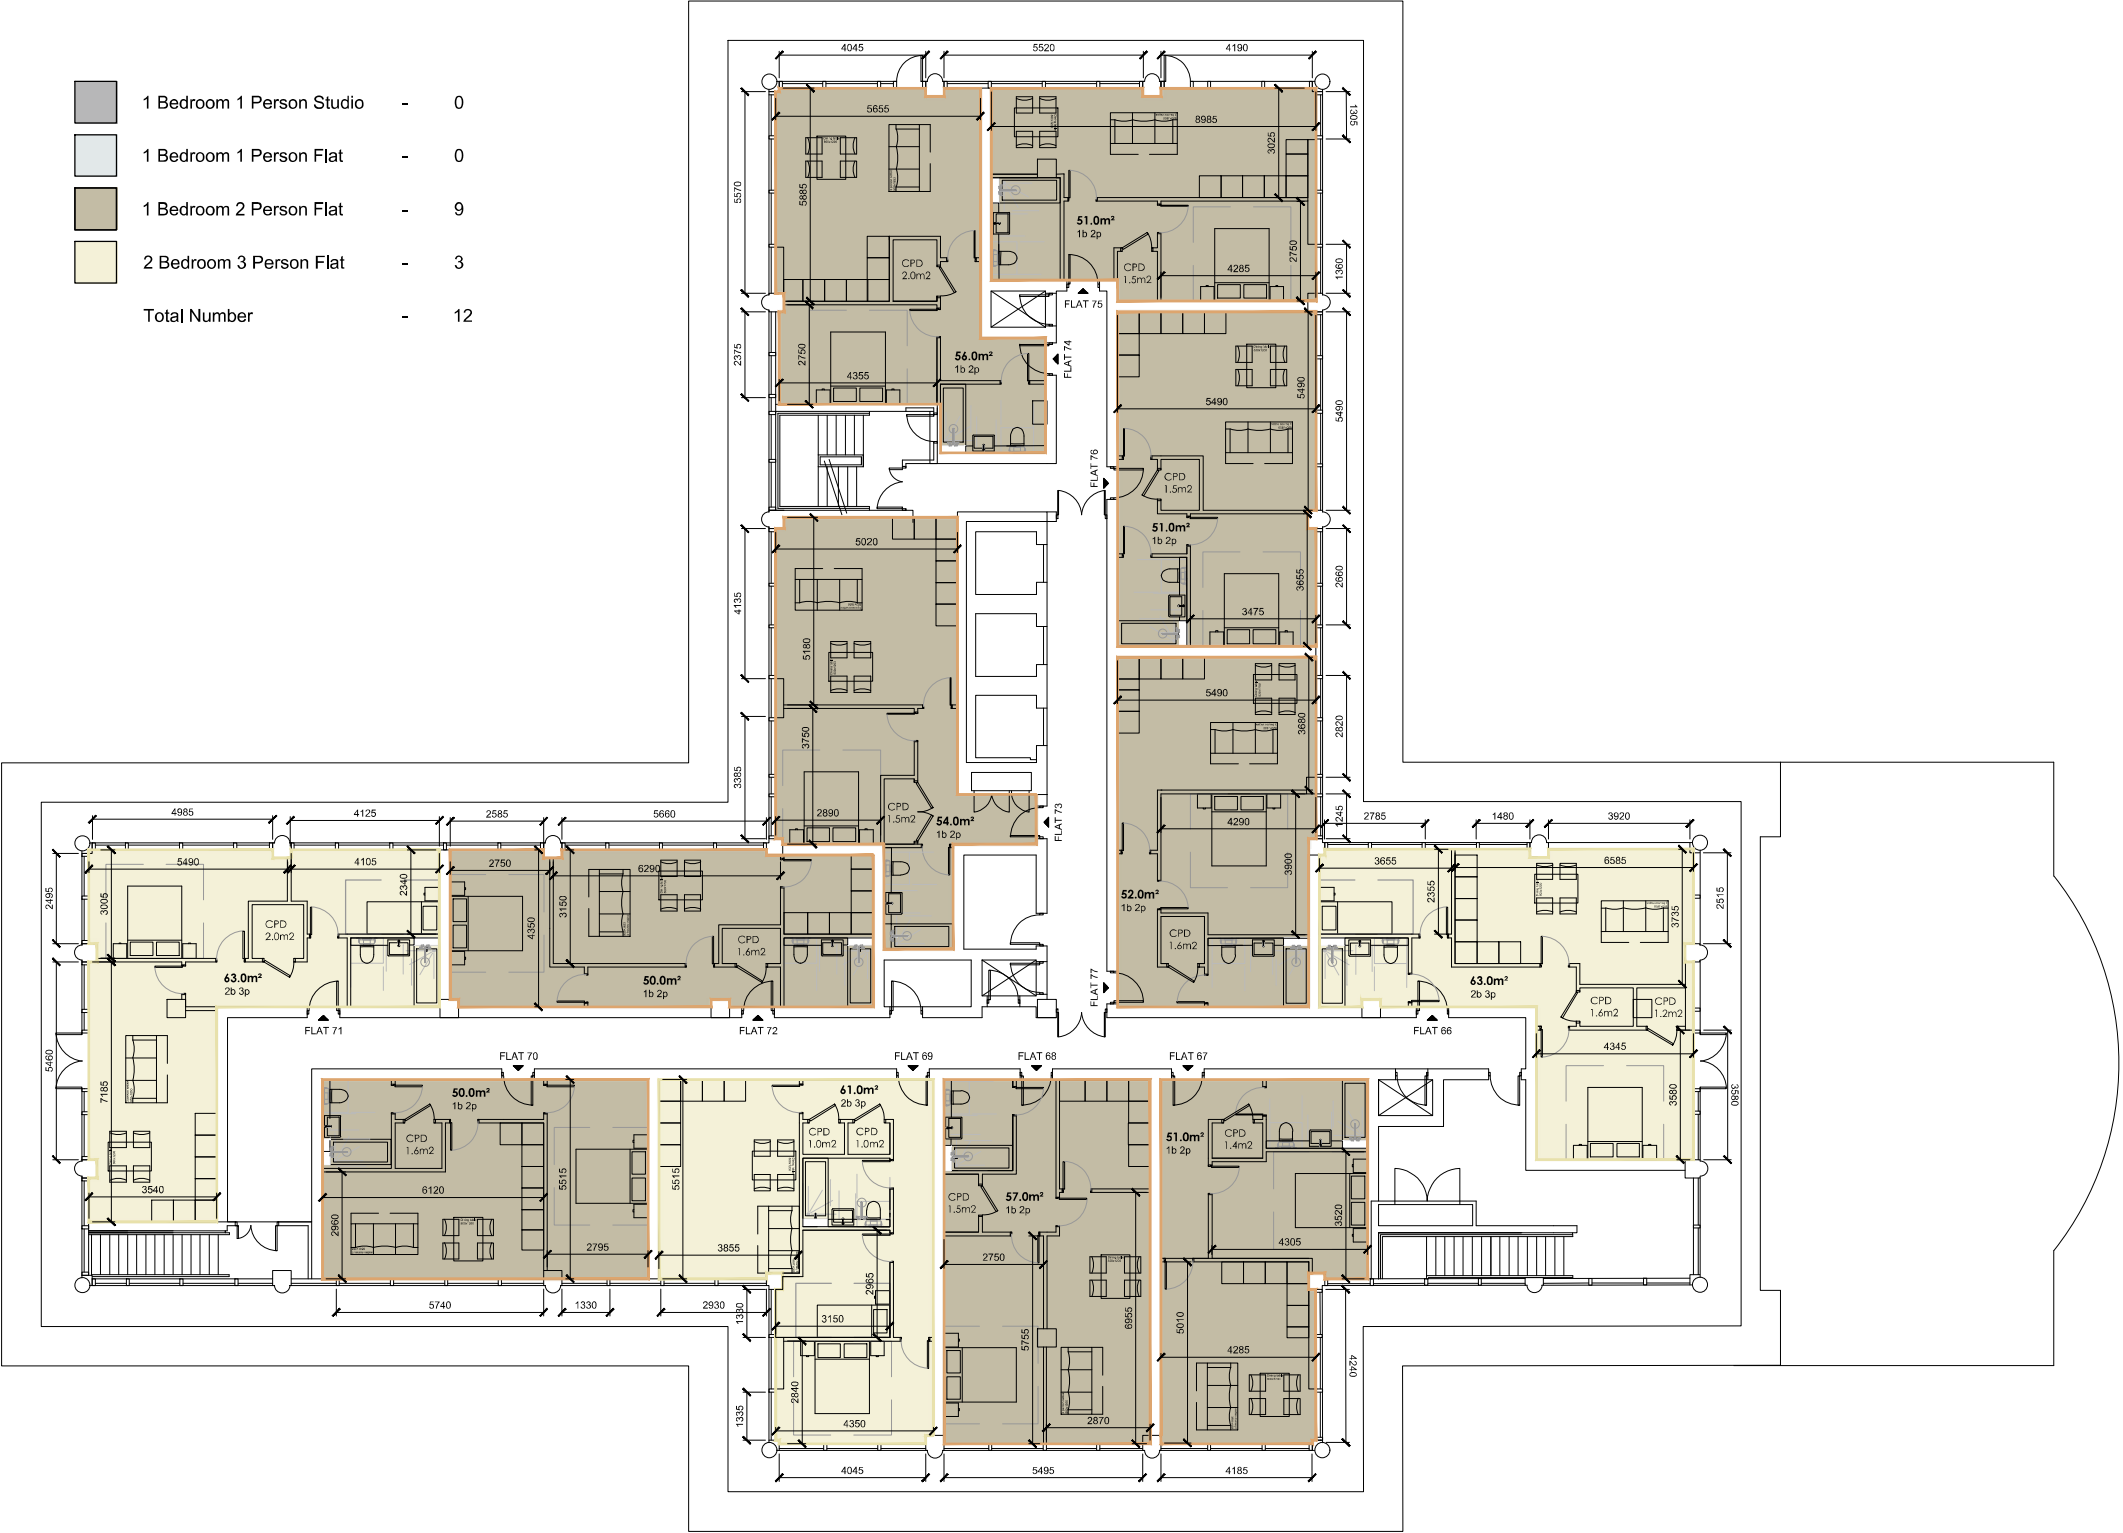 1 Bedroom 1 Person Studio - 0
1 Bedroom 1 Person Flat - 0
1 Bedroom 2 Person Flat - 9
2 Bedroom 3 Person Flat - 3
Total Number - 12
4045
5520
4190
5655
5885
5570
2375
CPD
2.0m2
2750
4355
56.0m²
1b 2p
FLAT 74
8985
3025
1305
51.0m²
1b 2p
CPD
1.5m2
4285
2750
1360
FLAT 75
5490
5490
5490
FLAT 76
CPD
1.5m2
51.0m²
1b 2p
3475
3655
2660
5020
4135
5180
3750
3385
2890
CPD
1.5m2
54.0m²
1b 2p
FLAT 73
5490
3680
2820
1245
4290
3900
52.0m²
1b 2p
CPD
1.6m2
FLAT 77
4985
4125
2585
5660
5490
4105
2495
3005
2340
CPD
2.0m2
63.0m²
2b 3p
FLAT 71
5460
7185
3540
2750
6290
3150
4350
CPD
1.6m2
50.0m²
1b 2p
FLAT 72
2785
1480
3920
3655
6585
2355
3735
2515
63.0m²
2b 3p
CPD
1.6m2
CPD
1.2m2
FLAT 66
4345
3580
3580
FLAT 70
50.0m²
1b 2p
CPD
1.6m2
6120
5515
2960
2795
5740
1330
FLAT 69
61.0m²
2b 3p
CPD
1.0m2
CPD
1.0m2
5515
3855
2930
2965
1330
3150
2840
1335
4350
4045
FLAT 68
CPD
1.5m2
57.0m²
1b 2p
2750
5755
6955
2870
5495
FLAT 67
51.0m²
1b 2p
CPD
1.4m2
3520
4305
5010
4285
4240
4185